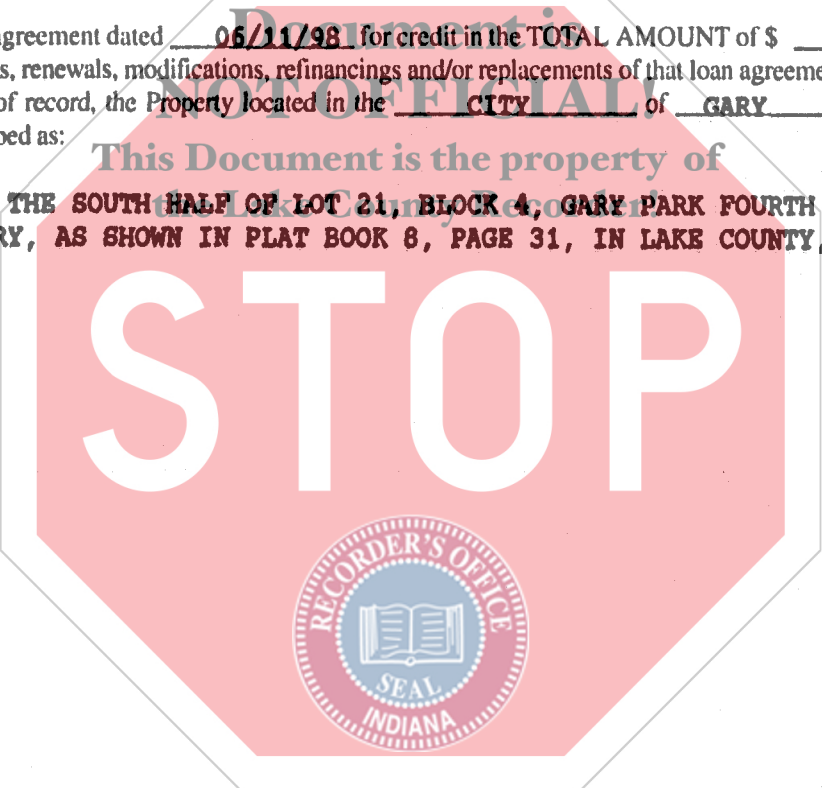 Document is
greement dated 06/11/98 for credit in the TOTAL AMOUNT of $
s, renewals, modifications, refinancings and/or replacements of that loan agreeme
NOT OFFICIAL!
of record, the Property located in the CITY of GARY
bed as:
This Document is the property of
the Lake County Recorder!
THE SOUTH HALF OF LOT 21, BLOCK 4, GARY PARK FOURTH
RY, AS SHOWN IN PLAT BOOK 8, PAGE 31, IN LAKE COUNTY,
STOP
RECORDER'S OFFICE
SEAL
INDIANA